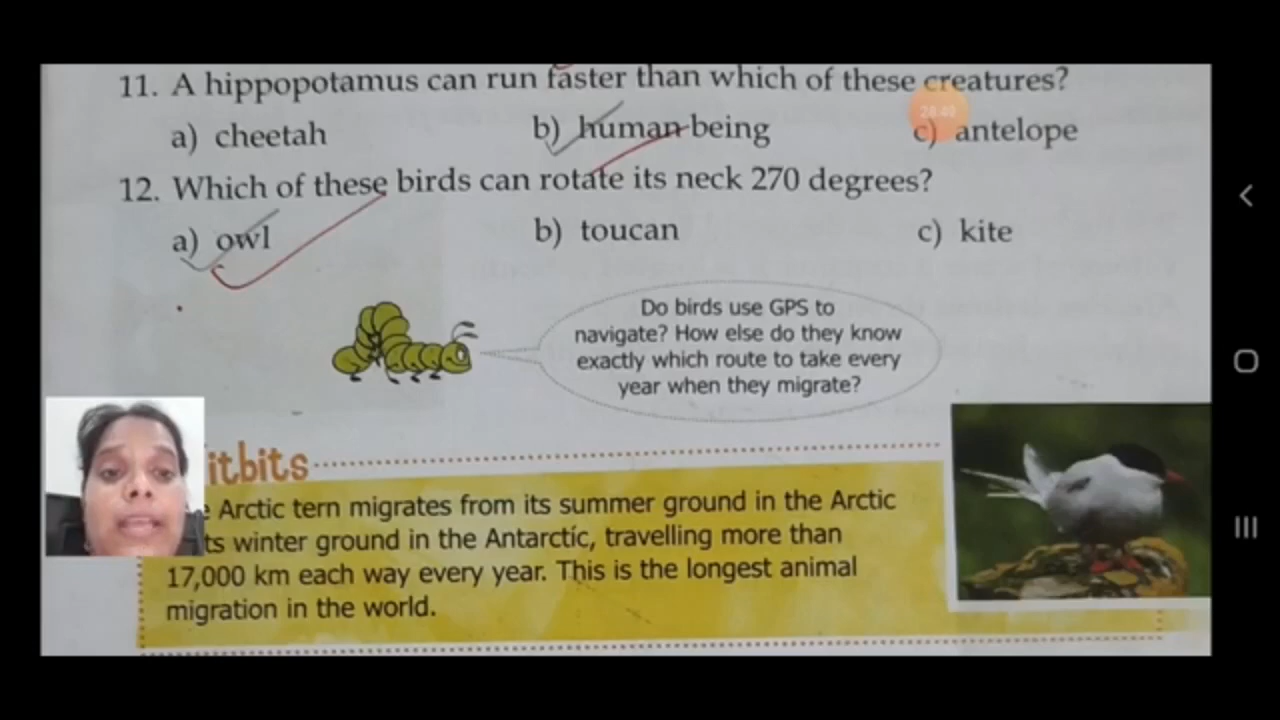 11. A hippopotamus can run faster than which of these creatures?
a) cheetah b) human being c) antelope
12. Which of these birds can rotate its neck 270 degrees?
a) owl b) toucan c) kite
Do birds use GPS to
navigate? How else do they know
exactly which route to take every
year when they migrate?
itbits
Arctic tern migrates from its summer ground in the Arctic
ts winter ground in the Antarctic, travelling more than
17,000 km each way every year. This is the longest animal
migration in the world.